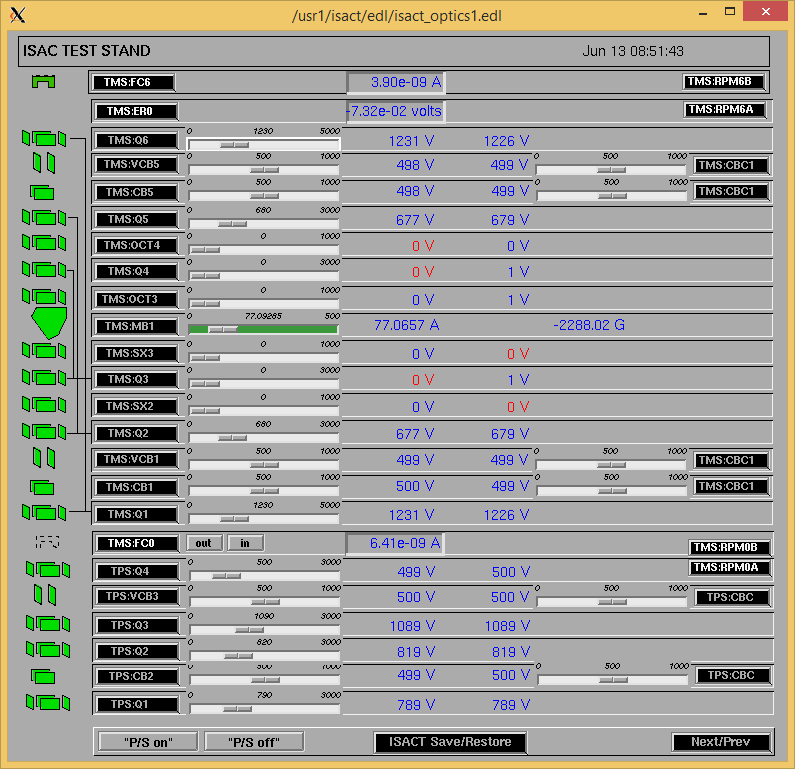 /usr1/isact/edl/isact_optics1.edl
ISAC TEST STAND Jun 13 08:51:43
TMS:FC6 3.90e-09 A TMS:RPM6B
TMS:ER0 -7.32e-02 volts TMS:RPM6A
TMS:Q6 0 1230 5000 1231 V 1226 V
TMS:VCB5 0 500 1000 498 V 499 V 0 500 1000 TMS:CBC1
TMS:CB5 0 500 1000 498 V 499 V 0 500 1000 TMS:CBC1
TMS:Q5 0 680 3000 677 V 679 V
TMS:OCT4 0 0 1000 0 V 0 V
TMS:Q4 0 0 3000 0 V 1 V
TMS:OCT3 0 0 1000 0 V 1 V
TMS:MB1 0 77.09265 500 77.0657 A -2288.02 G
TMS:SX3 0 0 1000 0 V 0 V
TMS:Q3 0 0 3000 0 V 1 V
TMS:SX2 0 0 1000 0 V 0 V
TMS:Q2 0 680 3000 677 V 679 V
TMS:VCB1 0 500 1000 499 V 499 V 0 500 1000 TMS:CBC1
TMS:CB1 0 500 1000 500 V 499 V 0 500 1000 TMS:CBC1
TMS:Q1 0 1230 5000 1231 V 1226 V
TMS:FC0 out in 6.41e-09 A TMS:RPM0B
TPS:Q4 0 500 3000 499 V 500 V TMS:RPM0A
TPS:VCB3 0 500 1000 500 V 500 V 0 500 1000 TPS:CBC
TPS:Q3 0 1090 3000 1089 V 1089 V
TPS:Q2 0 820 3000 819 V 819 V
TPS:CB2 0 500 1000 499 V 500 V 0 500 1000 TPS:CBC
TPS:Q1 0 790 3000 789 V 789 V
"P/S on" "P/S off" ISACT Save/Restore Next/Prev